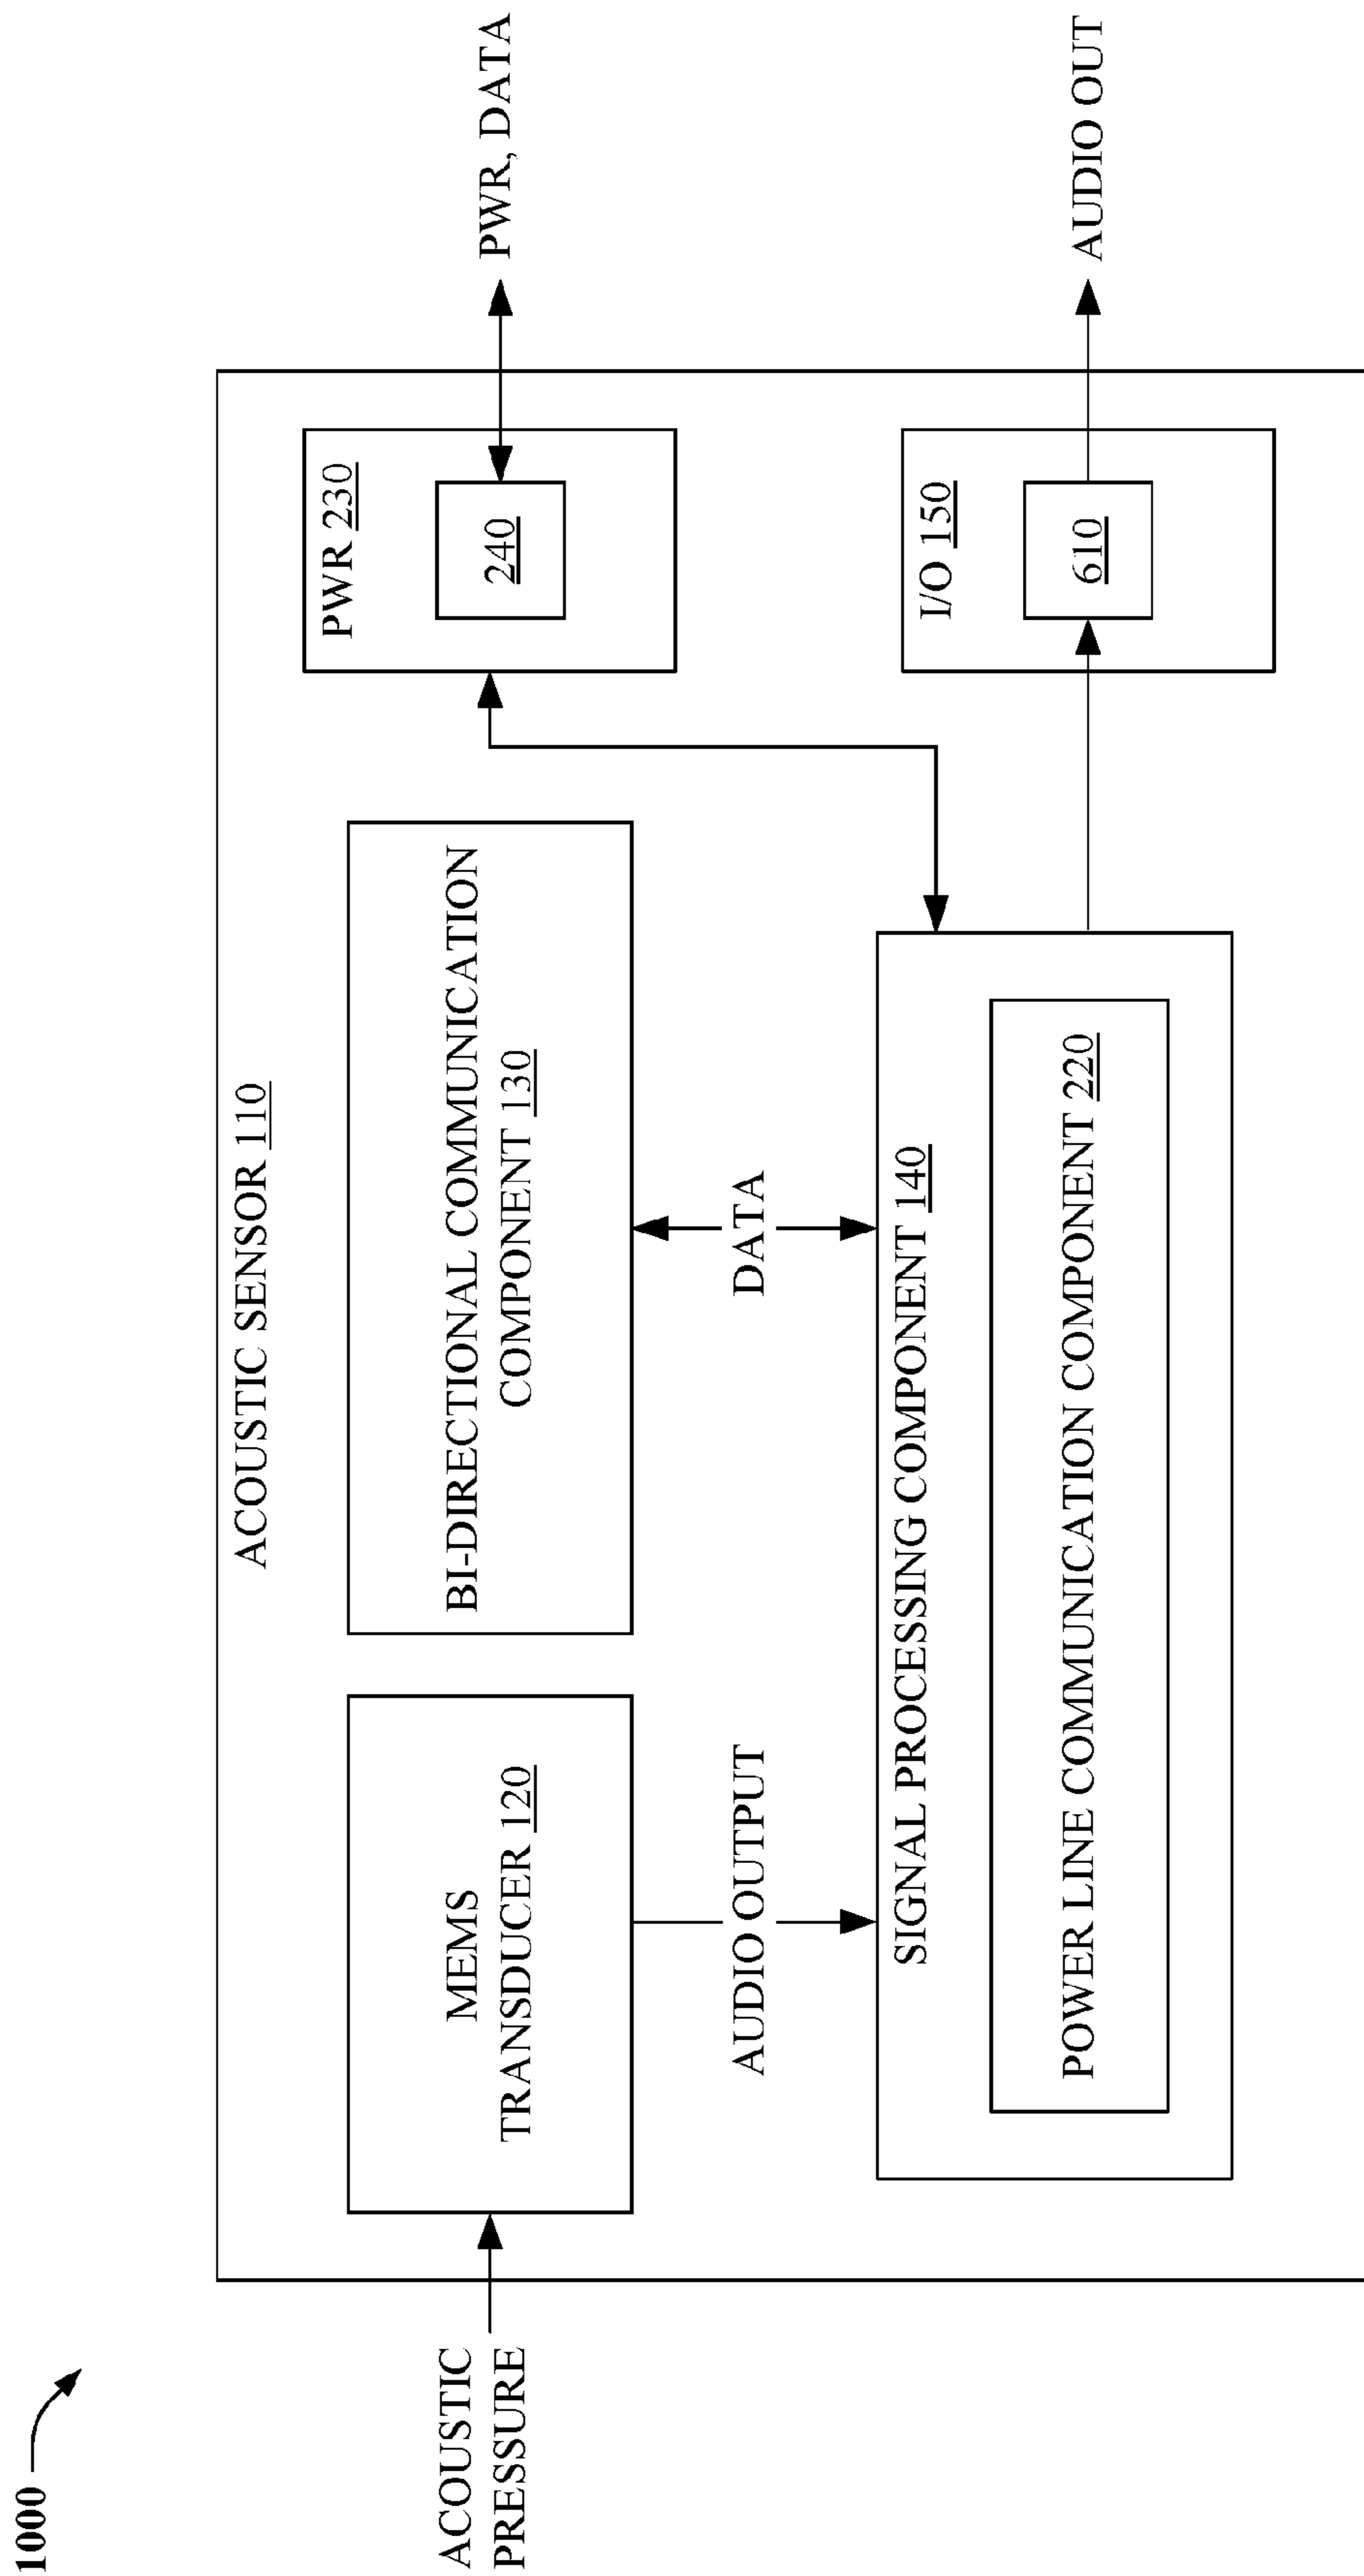 1000
ACOUSTIC SENSOR 110
ACOUSTIC
PRESSURE
MEMS
TRANSDUCER 120
BI-DIRECTIONAL COMMUNICATION
COMPONENT 130
PWR 230
240
PWR, DATA
AUDIO OUTPUT
DATA
SIGNAL PROCESSING COMPONENT 140
POWER LINE COMMUNICATION COMPONENT 220
I/O 150
610
AUDIO OUT